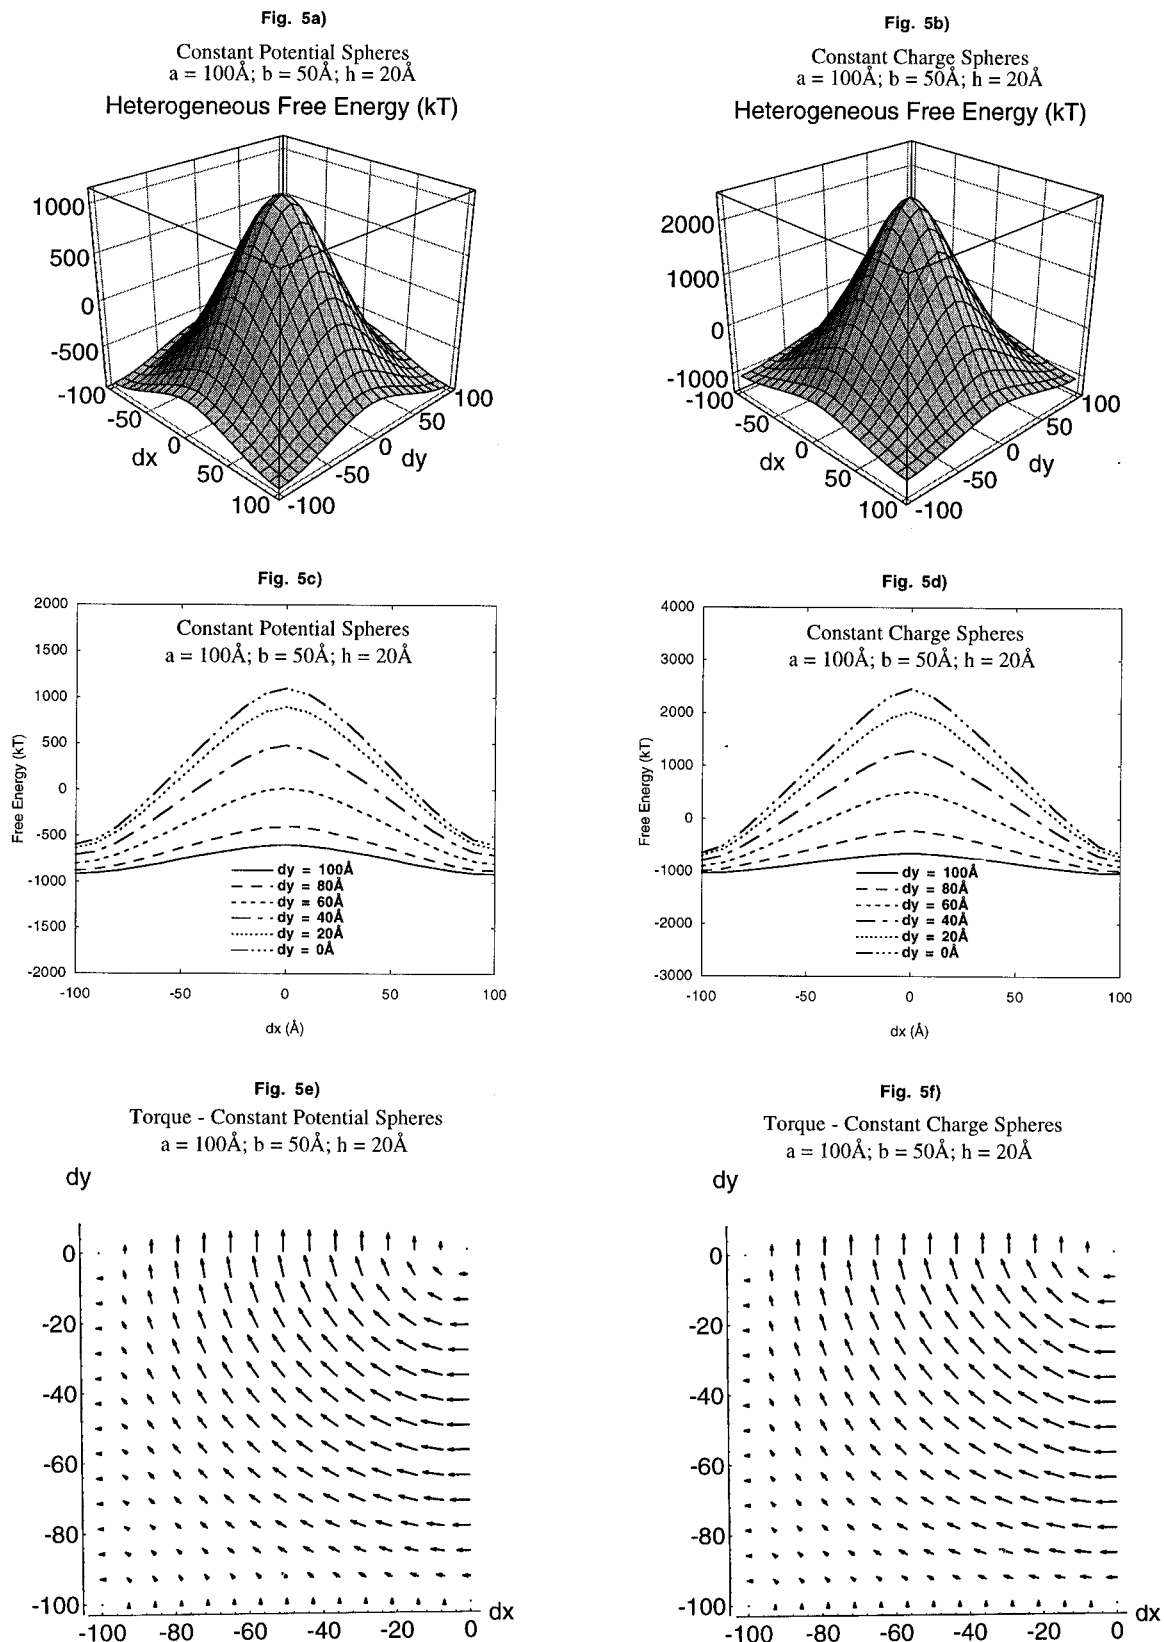 Fig. 5a)
Constant Potential Spheres
a = 100Å; b = 50Å; h = 20Å
Heterogeneous Free Energy (kT)
1000
500
0
-500
-100
-50
0
50
100
dx
-100
-50
0
50
100
dy
Fig. 5b)
Constant Charge Spheres
a = 100Å; b = 50Å; h = 20Å
Heterogeneous Free Energy (kT)
2000
1000
0
-1000
-100
-50
0
50
100
dx
-100
-50
0
50
100
dy
Fig. 5c)
Constant Potential Spheres
a = 100Å; b = 50Å; h = 20Å
2000
1500
1000
500
0
-500
-1000
-1500
-2000
Free Energy (kT)
dy = 100Å
dy = 80Å
dy = 60Å
dy = 40Å
dy = 20Å
dy = 0Å
-100 -50 0 50 100
dx (Å)
Fig. 5d)
Constant Charge Spheres
a = 100Å; b = 50Å; h = 20Å
4000
3000
2000
1000
0
-1000
-2000
-3000
Free Energy (kT)
dy = 100Å
dy = 80Å
dy = 60Å
dy = 40Å
dy = 20Å
dy = 0Å
-100 -50 0 50 100
dx (Å)
Fig. 5e)
Torque - Constant Potential Spheres
a = 100Å; b = 50Å; h = 20Å
dy
0
-20
-40
-60
-80
-100
-100 -80 -60 -40 -20 0
dx
Fig. 5f)
Torque - Constant Charge Spheres
a = 100Å; b = 50Å; h = 20Å
dy
0
-20
-40
-60
-80
-100
-100 -80 -60 -40 -20 0
dx